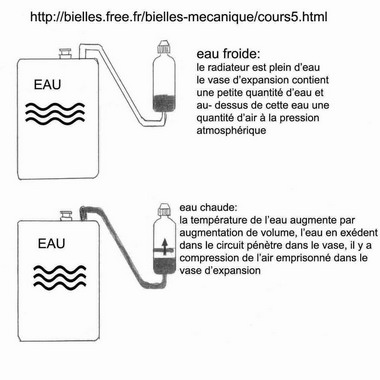 http://bielles.free.fr/bielles-mecanique/cours5.html
eau froide:
le radiateur est plein d'eau
le vase d'expansion contient
une petite quantité d'eau et
au- dessus de cette eau une
quantité d'air à la pression
atmosphérique
EAU
eau chaude:
la température de l'eau augmente par
augmentation de volume, l'eau en exédent
dans le circuit pénètre dans le vase, il y a
compression de l'air emprisonné dans le
vase d'expansion
EAU